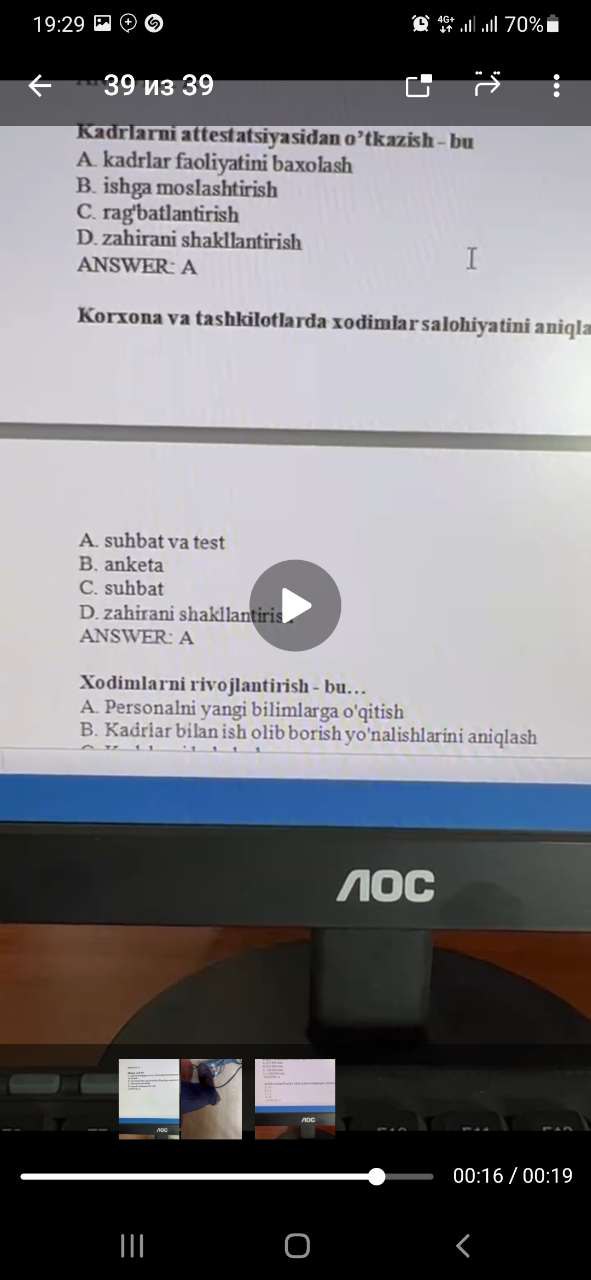 19:29
4G+
70%
39 из 39
Kadrlarni attestatsiyasidan o’tkazish – bu
A. kadrlar faoliyatini baxolash
B. ishga moslashtirish
C. rag'batlantirish
D. zahirani shakllantirish
ANSWER: A
Korxona va tashkilotlarda xodimlar salohiyatini aniqla
A. suhbat va test
B. anketa
C. suhbat
D. zahirani shakllantiris
ANSWER: A
Xodimlarni rivojlantirish - bu...
A. Personalni yangi bilimlarga o'qitish
B. Kadrlar bilan ish olib borish yo'nalishlarini aniqlash
AOC
00:16 / 00:19